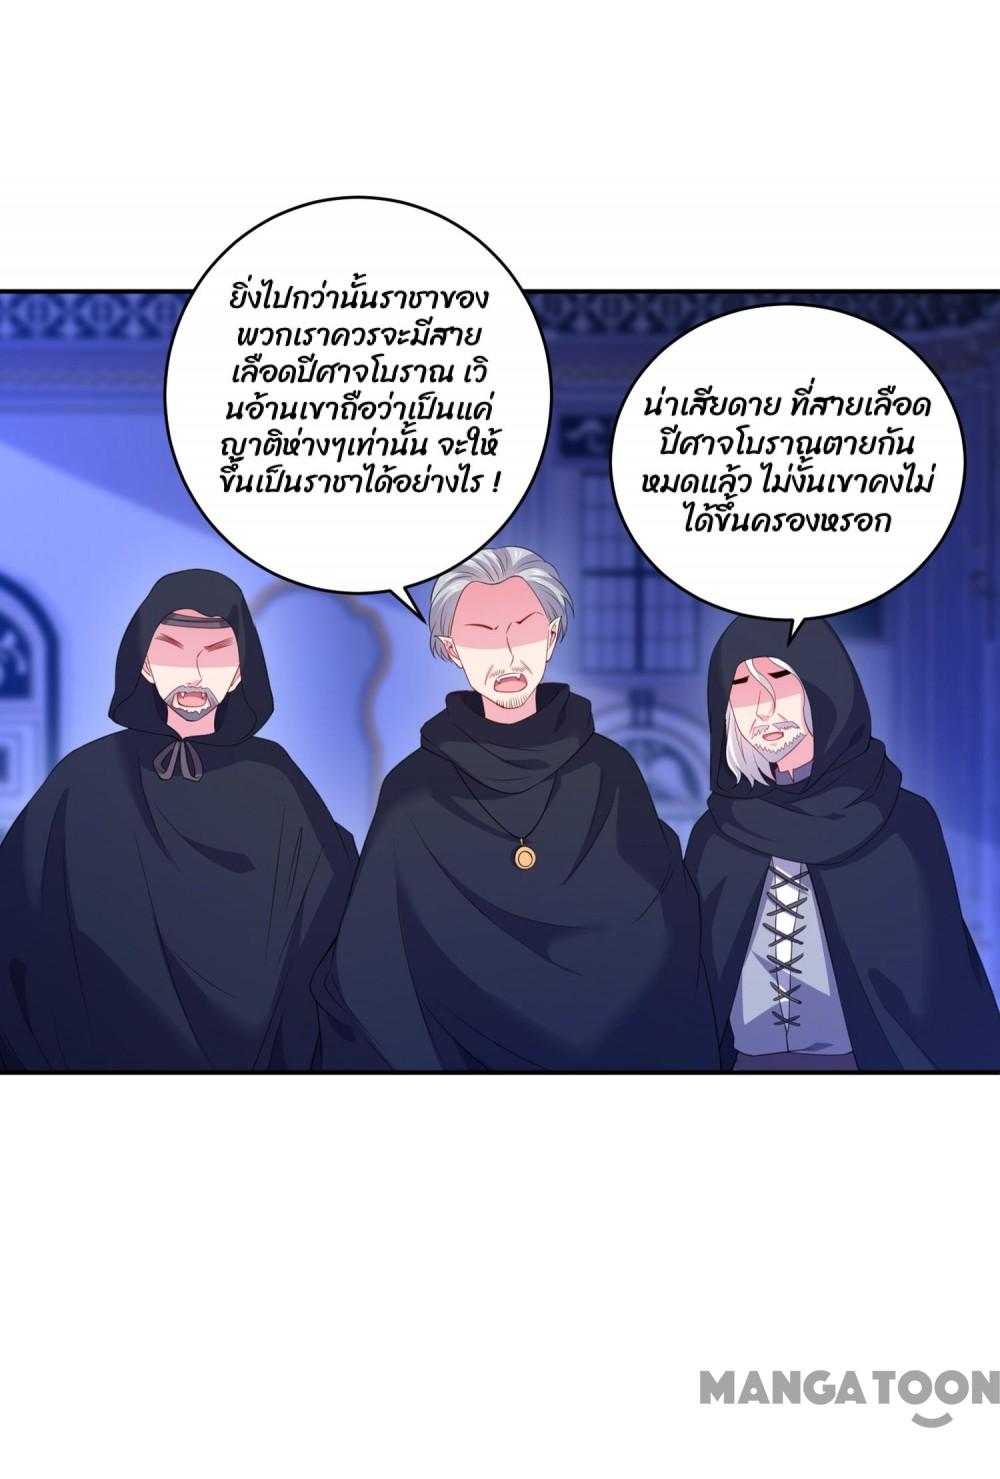 ยิ่งไปกว่านั้นราชาของ
พวกเราควรจะมีสาย
เลือดปีศาจโบราณ เวิ
นอ้านเขาถือว่าเป็นแค่
ญาติห่างๆเท่านั้น จะให้
ขึ้นเป็นราชาได้อย่างไร !
น่าเสียดาย ที่สายเลือด
ปีศาจโบราณตายกัน
หมดแล้ว ไม่งั้นเขาคงไม่
ได้ขึ้นครองหรอก
MANGATOON